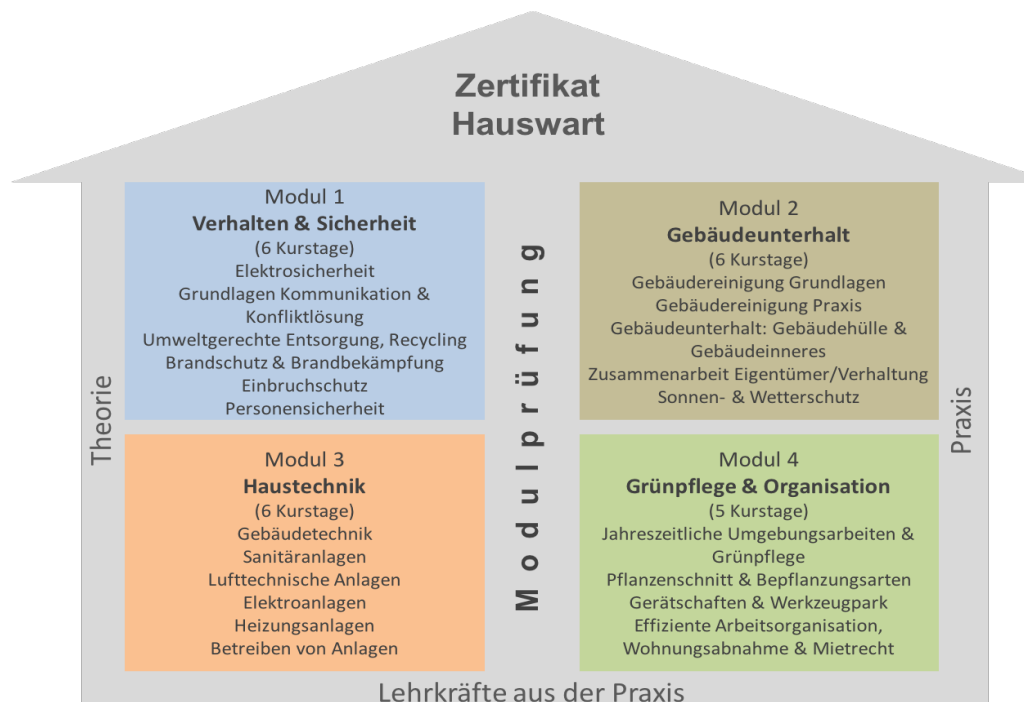 Zertifikat
Hauswart
Modul 1
Verhalten & Sicherheit
(6 Kurstage)
Elektrosicherheit
Grundlagen Kommunikation &
Konfliktlösung
Umweltgerechte Entsorgung, Recycling
Brandschutz & Brandbekämpfung
Einbruchschutz
Personensicherheit
Modul 2
Gebäudeunterhalt
(6 Kurstage)
Gebäudereinigung Grundlagen
Gebäudereinigung Praxis
Gebäudeunterhalt: Gebäudehülle &
Gebäudeinneres
Zusammenarbeit Eigentümer/Verhaltung
Sonnen- & Wetterschutz
Theorie
Modulprüfung
Praxis
Modul 3
Haustechnik
(6 Kurstage)
Gebäudetechnik
Sanitäranlagen
Lufttechnische Anlagen
Elektroanlagen
Heizungsanlagen
Betreiben von Anlagen
Modul 4
Grünpflege & Organisation
(5 Kurstage)
Jahreszeitliche Umgebungsarbeiten &
Grünpflege
Pflanzenschnitt & Bepflanzungsarten
Gerätschaften & Werkzeugpark
Effiziente Arbeitsorganisation,
Wohnungsabnahme & Mietrecht
Lehrkräfte aus der Praxis